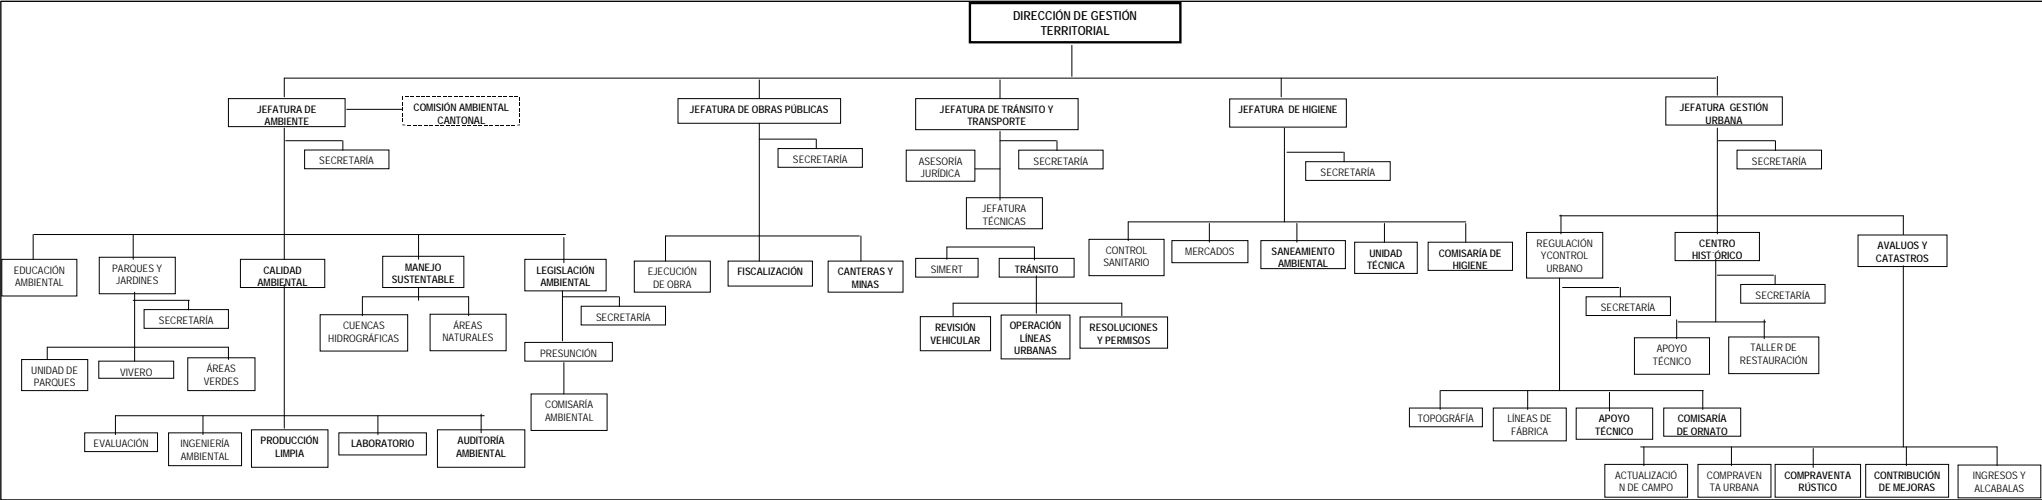 DIRECCIÓN DE GESTIÓN
TERRITORIAL
JEFATURA DE
AMBIENTE
COMISIÓN AMBIENTAL
CANTONAL
JEFATURA DE OBRAS PÚBLICAS
JEFATURA DE TRÁNSITO Y
TRANSPORTE
JEFATURA DE HIGIENE
JEFATURA GESTIÓN
URBANA
SECRETARÍA
SECRETARÍA
ASESORÍA
JURÍDICA
SECRETARÍA
SECRETARÍA
SECRETARÍA
JEFATURA
TÉCNICAS
EDUCACIÓN
AMBIENTAL
PARQUES Y
JARDINES
CALIDAD
AMBIENTAL
MANEJO
SUSTENTABLE
LEGISLACIÓN
AMBIENTAL
EJECUCIÓN
DE OBRA
FISCALIZACIÓN
CANTERAS Y
MINAS
SIMERT
TRÁNSITO
CONTROL
SANITARIO
MERCADOS
SANEAMIENTO
AMBIENTAL
UNIDAD
TÉCNICA
COMISARÍA DE
HIGIENE
REGULACIÓN
YCONTROL
URBANO
CENTRO
HIST´ÓRICO
AVALUOS Y
CATASTROS
SECRETARÍA
CUENCAS
HIDROGRÁFICAS
ÁREAS
NATURALES
SECRETARÍA
REVISIÓN
VEHICULAR
OPERACIÓN
LÍNEAS
URBANAS
RESOLUCIONES
Y PERMISOS
SECRETARÍA
SECRETARÍA
UNIDAD DE
PARQUES
VIVERO
ÁREAS
VERDES
PRESUNCIÓN
APOYO
TÉCNICO
TALLER DE
RESTAURACIÓN
COMISARÍA
AMBIENTAL
TOPOGRÁFÍA
LÍNEAS DE
FÁBRICA
APOYO
TÉCNICO
COMISARÍA
DE ORNATO
EVALUACIÓN
INGENIERÍA
AMBIENTAL
PRODUCCIÓN
LIMPIA
LABORATORIO
AUDITORÍA
AMBIENTAL
ACTUALIZACIÓ
N DE CAMPO
COMPRAVEN
TA URBANA
COMPRAVENTA
RÚSTICO
CONTRIBUCIÓN
DE MEJORAS
INGRESOS Y
ALCABALAS